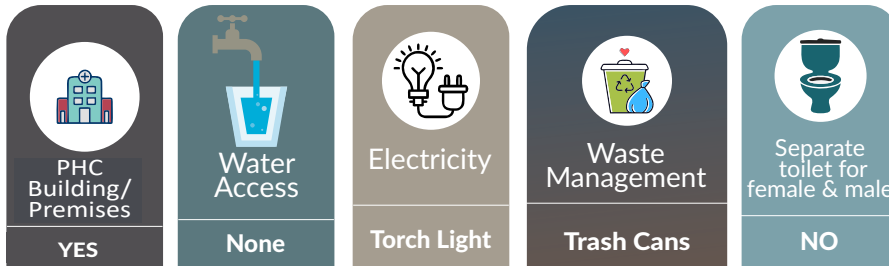 PHC
Building/
Premises
YES
Water
Access
None
Electricity
Torch Light
Waste
Management
Trash Cans
Separate
toilet for
female & male
NO